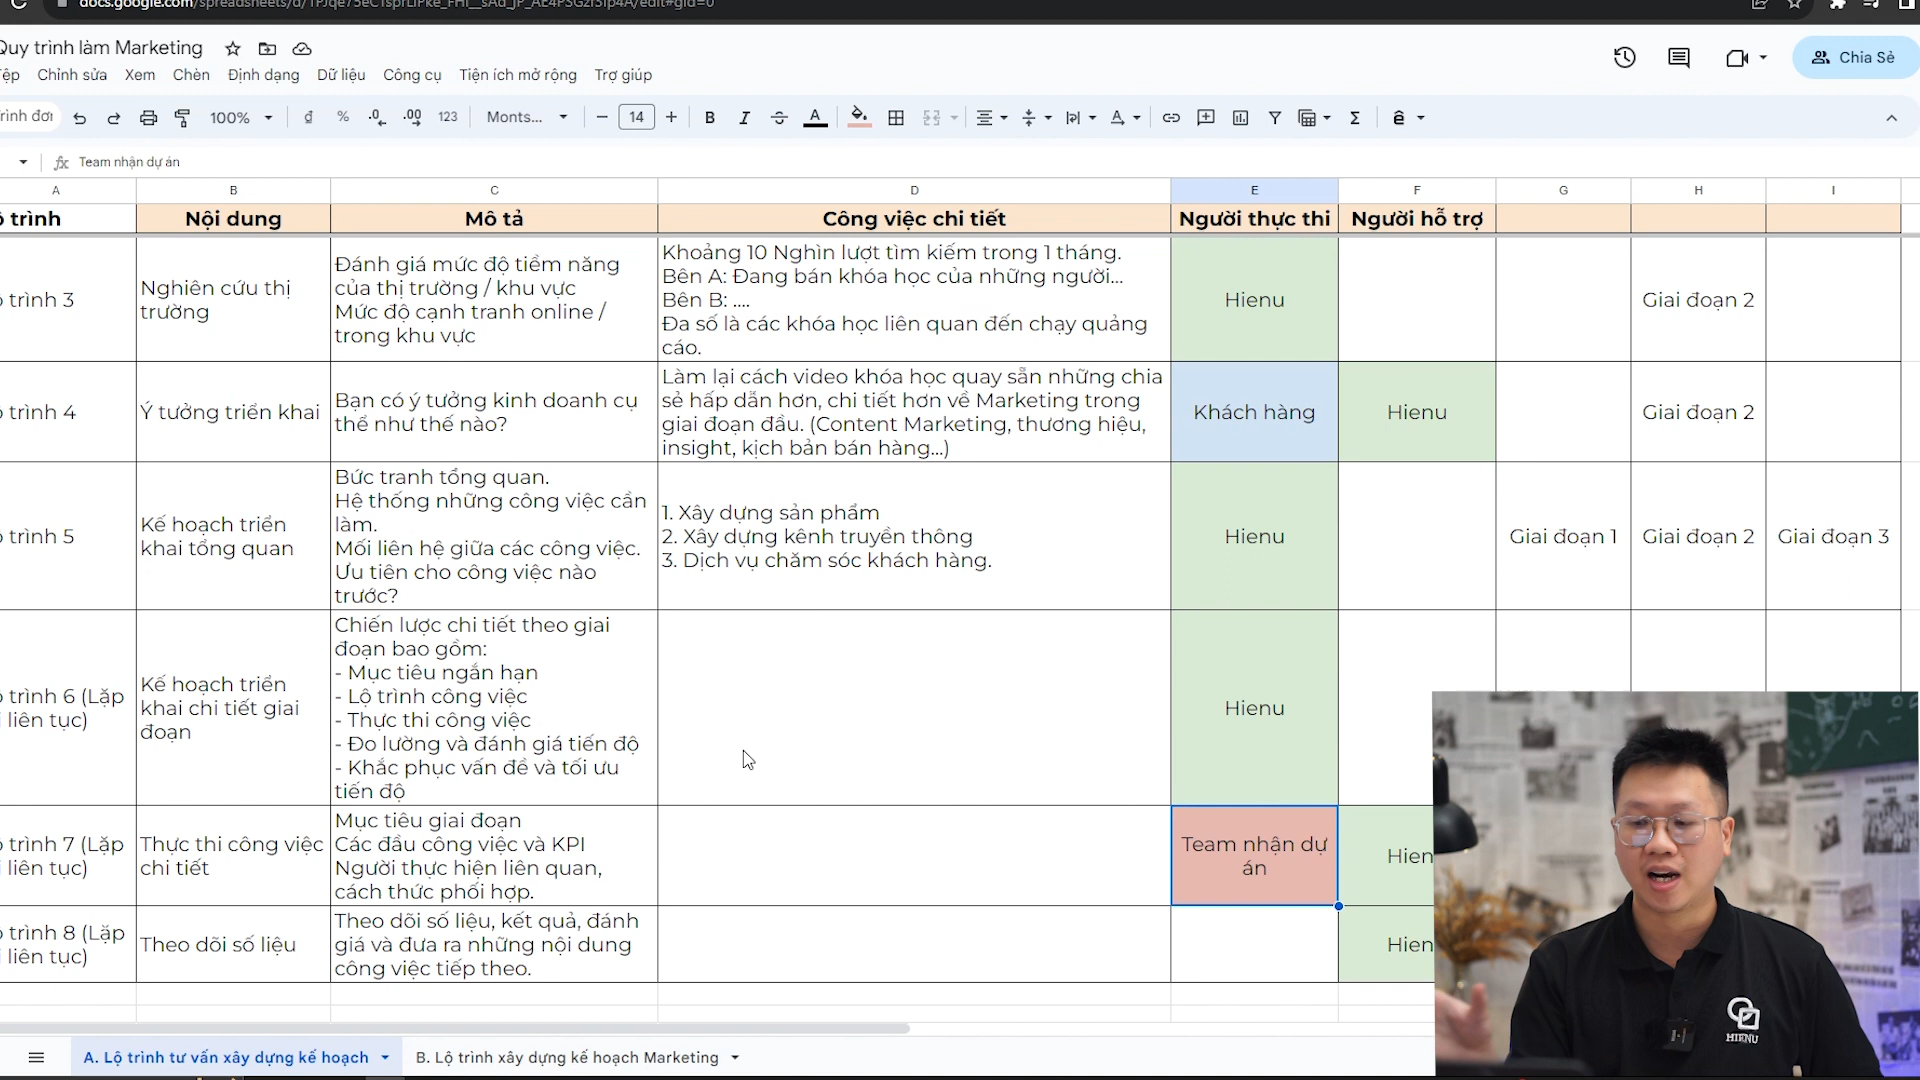 docs.google.com
Quy trình làm Marketing
Chỉnh sửa Xem Chèn Định dạng Dữ liệu Công cụ Tiện ích mở rộng Trợ giúp
Chia Sẻ
100% đ % .0 .00 123 Monts... 14
Team nhận dự án
A B C D E F G H I
trình Nội dung Mô tả Công việc chi tiết Người thực thi Người hỗ trợ
trình 3
Nghiên cứu thị
trường
Đánh giá mức độ tiềm năng
của thị trường / khu vực
Mức độ cạnh tranh online /
trong khu vực
Khoảng 10 Nghìn lượt tìm kiếm trong 1 tháng.
Bên A: Đang bán khóa học của những người...
Bên B: ....
Đa số là các khóa học liên quan đến chạy quảng
cáo.
Hienu
Giai đoạn 2
trình 4
Ý tưởng triển khai
Bạn có ý tưởng kinh doanh cụ
thể như thế nào?
Làm lại cách video khóa học quay sẵn những chia
sẻ hấp dẫn hơn, chi tiết hơn về Marketing trong
giai đoạn đầu. (Content Marketing, thương hiệu,
insight, kịch bản bán hàng...)
Khách hàng
Hienu
Giai đoạn 2
trình 5
Kế hoạch triển
khai tổng quan
Bức tranh tổng quan.
Hệ thống những công việc cần
làm.
Mối liên hệ giữa các công việc.
Ưu tiên cho công việc nào
trước?
1. Xây dựng sản phẩm
2. Xây dựng kênh truyền thông
3. Dịch vụ chăm sóc khách hàng.
Hienu
Giai đoạn 1
Giai đoạn 2
Giai đoạn 3
trình 6 (Lặp
liên tục)
Kế hoạch triển
khai chi tiết giai
đoạn
Chiến lược chi tiết theo giai
đoạn bao gồm:
- Mục tiêu ngắn hạn
- Lộ trình công việc
- Thực thi công việc
- Đo lường và đánh giá tiến độ
- Khắc phục vấn đề và tối ưu
tiến độ
Hienu
trình 7 (Lặp
liên tục)
Thực thi công việc
chi tiết
Mục tiêu giai đoạn
Các đầu công việc và KPI
Người thực hiện liên quan,
cách thức phối hợp.
Team nhận dự
án
Hien
trình 8 (Lặp
liên tục)
Theo dõi số liệu
Theo dõi số liệu, kết quả, đánh
giá và đưa ra những nội dung
công việc tiếp theo.
Hien
HIENU
A. Lộ trình tư vấn xây dựng kế hoạch B. Lộ trình xây dựng kế hoạch Marketing